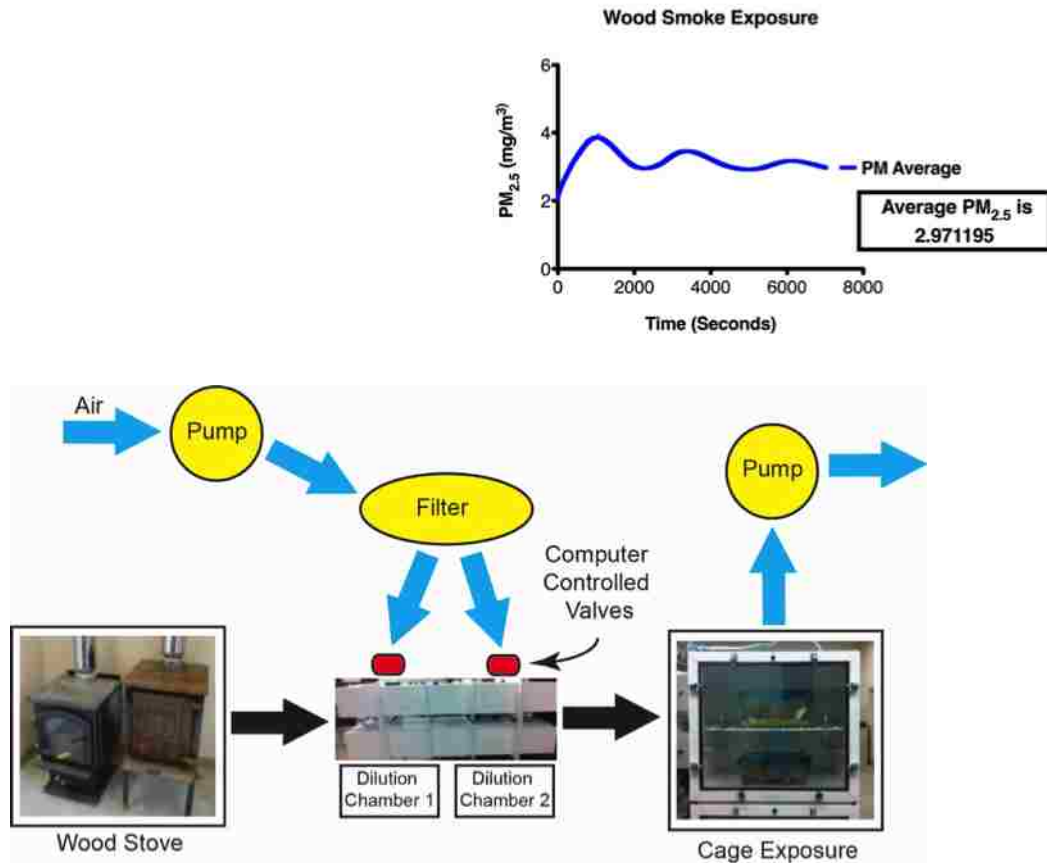 Wood Smoke Exposure
6
4
2
0
PM2.5 (mg/m3)
0 2000 4000 6000 8000
Time (Seconds)
PM Average
Average PM2.5 is
2.971195
Air
Pump
Filter
Computer
Controlled
Valves
Pump
Dilution
Chamber 1
Dilution
Chamber 2
Wood Stove
Cage Exposure